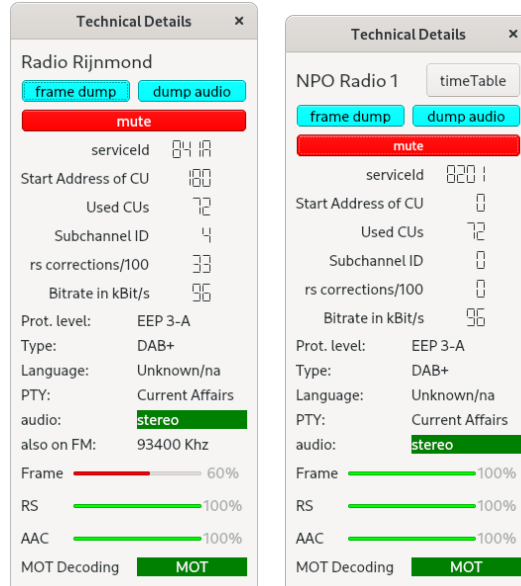 Technical Details ×
Radio Rijnmond
frame dump dump audio
mute
serviceId 841A
Start Address of CU 180
Used CUs 72
Subchannel ID 4
rs corrections/100 33
Bitrate in kBit/s 96
Prot. level: EEP 3-A
Type: DAB+
Language: Unknown/na
PTY: Current Affairs
audio: stereo
also on FM: 93400 Khz
Frame 60%
RS 100%
AAC 100%
MOT Decoding MOT
Technical Details ×
NPO Radio 1 timeTable
frame dump dump audio
mute
serviceId 8201
Start Address of CU 0
Used CUs 72
Subchannel ID 0
rs corrections/100 0
Bitrate in kBit/s 96
Prot. level: EEP 3-A
Type: DAB+
Language: Unknown/na
PTY: Current Affairs
audio: stereo
Frame 100%
RS 100%
AAC 100%
MOT Decoding MOT